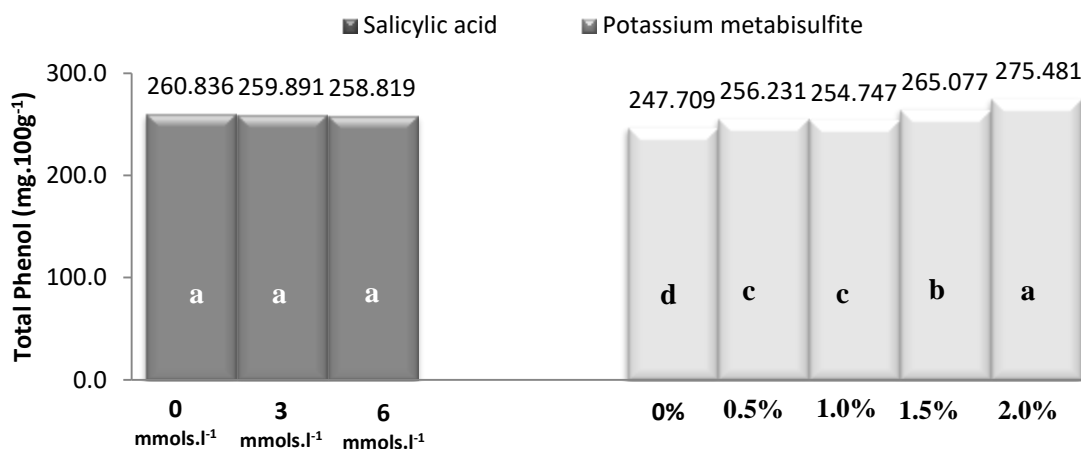 Salicylic acid
Potassium metabisulfite
Total Phenol (mg.100g⁻¹)
300.0
200.0
100.0
0.0
260.836 259.891 258.819
247.709 256.231 254.747 265.077 275.481
a a a
d c c b a
0 3 6
mmols.l⁻¹ mmols.l⁻¹ mmols.l⁻¹
0% 0.5% 1.0% 1.5% 2.0%